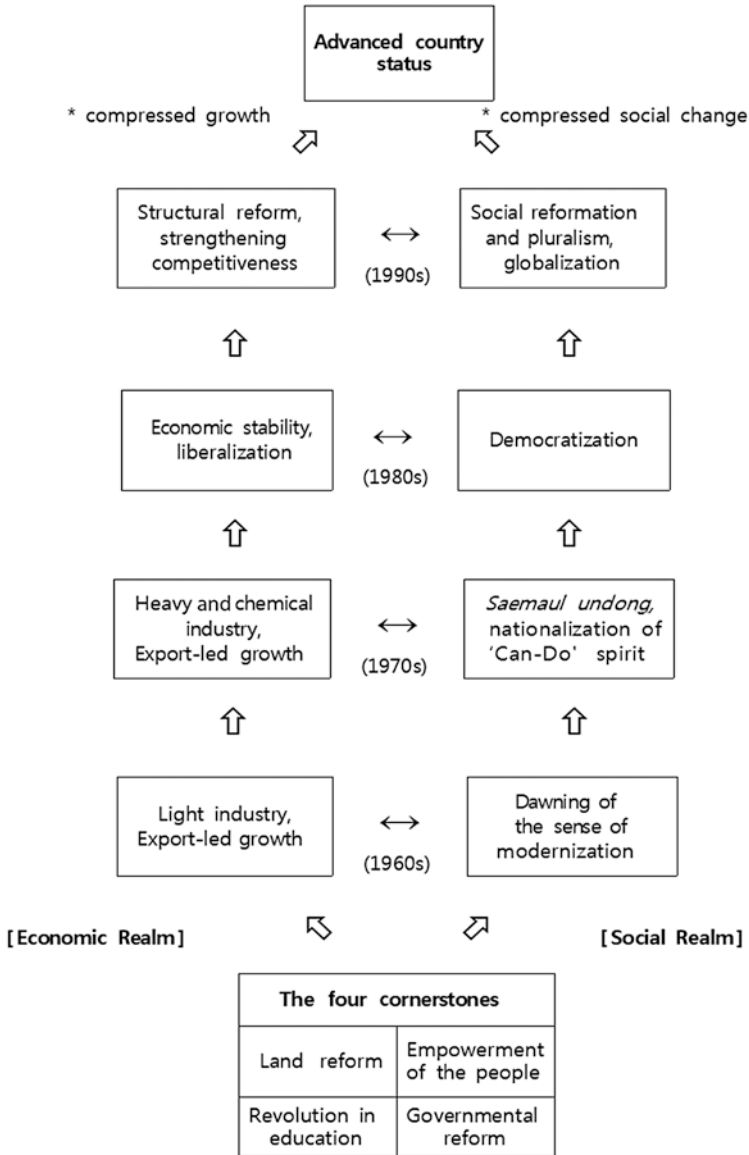 Advanced country
status
* compressed growth
* compressed social change
Structural reform,
strengthening
competitiveness
↔
(1990s)
Social reformation
and pluralism,
globalization
Economic stability,
liberalization
↔
(1980s)
Democratization
Heavy and chemical
industry,
Export-led growth
↔
(1970s)
Saemaul undong,
nationalization of
‘Can-Do' spirit
Light industry,
Export-led growth
↔
(1960s)
Dawning of
the sense of
modernization
[Economic Realm]
[Social Realm]
The four cornerstones
Land reform
Empowerment
of the people
Revolution in
education
Governmental
reform